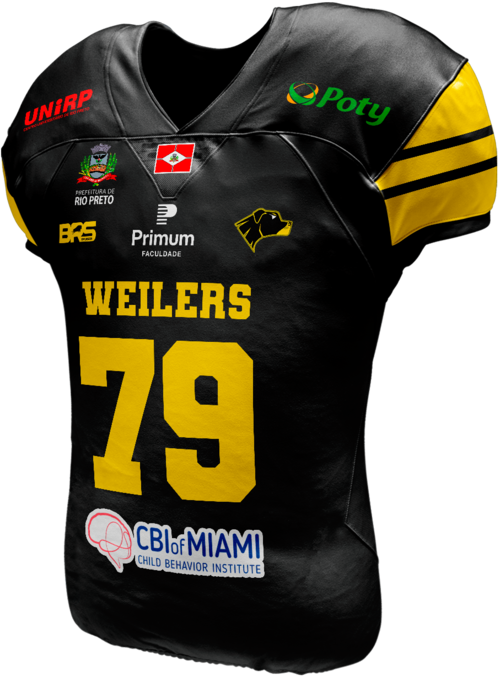 UNIRP
Poty
PREFEITURA DE
RIO PRETO
BRS
Primum
FACULDADE
WEILERS
79
CBI of MIAMI
CHILD BEHAVIOR INSTITUTE